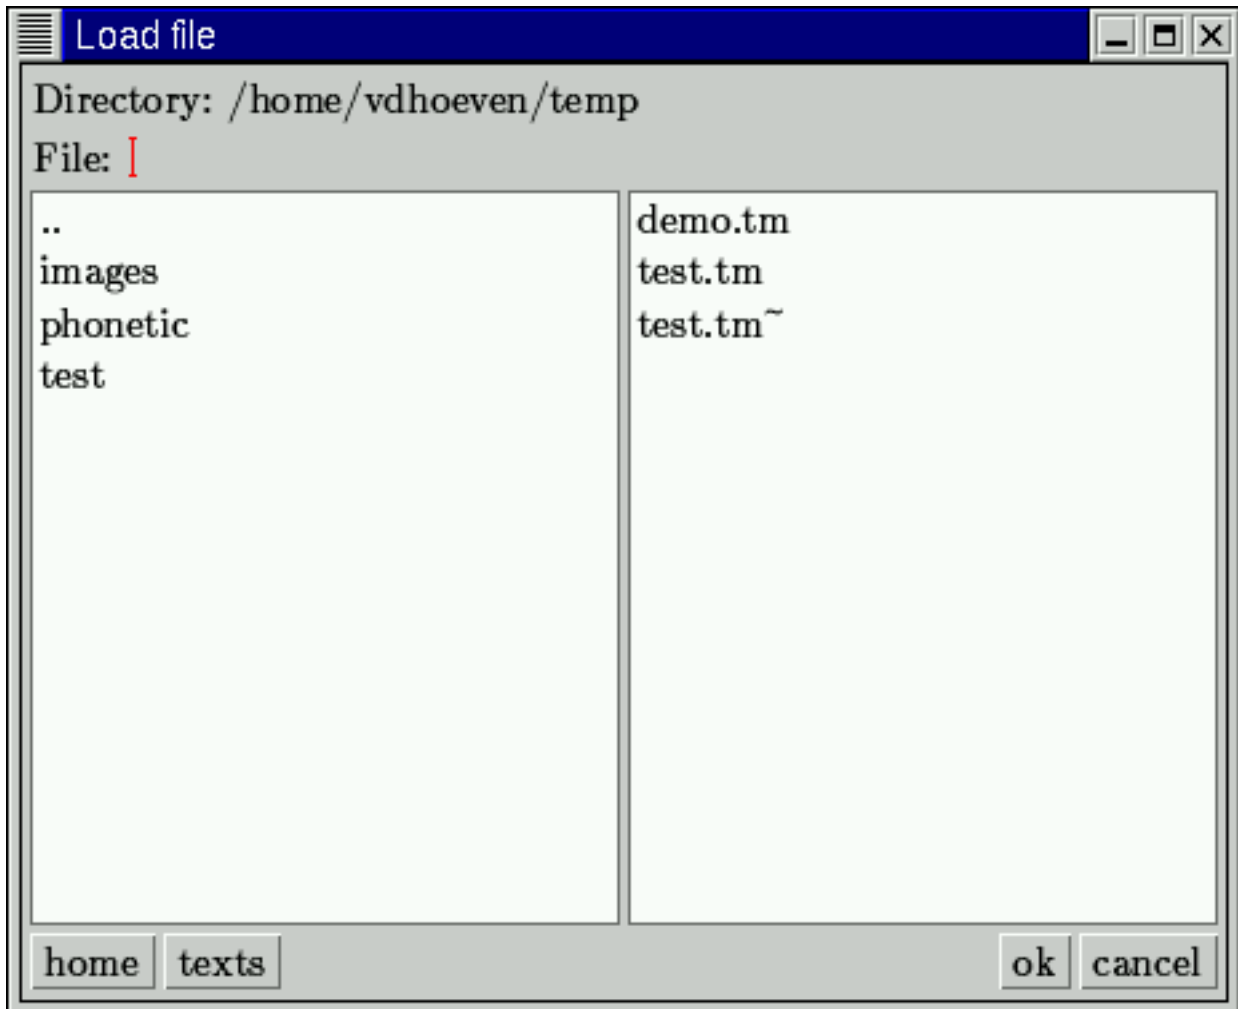 Load file
Directory: /home/vdhoeven/temp
File:
..
images
phonetic
test
demo.tm
test.tm
test.tm~
home texts ok cancel